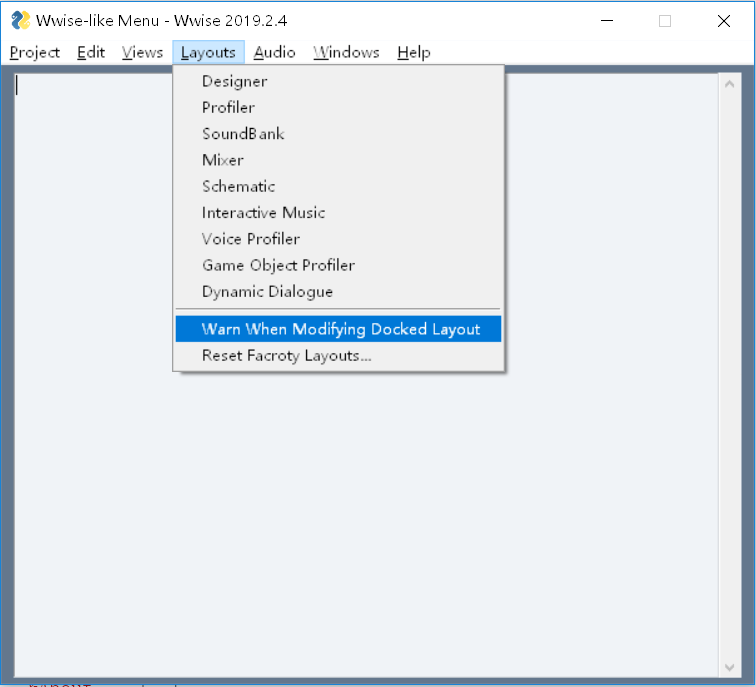 Wwise-like Menu - Wwise 2019.2.4
Project Edit Views Layouts Audio Windows Help
Designer
Profiler
SoundBank
Mixer
Schematic
Interactive Music
Voice Profiler
Game Object Profiler
Dynamic Dialogue
Warn When Modifying Docked Layout
Reset Facroty Layouts...